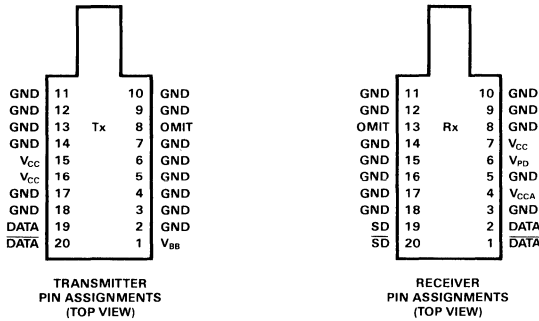 GND 11 10 GND GND 11 10 GND
GND 12 9 GND GND 12 9 GND
GND 13 Tx 8 OMIT OMIT 13 Rx 8 GND
GND 14 7 GND GND 14 7 VCC
VCC 15 6 GND GND 15 6 VPD
VCC 16 5 GND GND 16 5 GND
GND 17 4 GND GND 17 4 VCCA
GND 18 3 GND GND 18 3 GND
DATA 19 2 GND SD 19 2 DATA
D̅A̅T̅A̅ 20 1 VBB S̅D̅ 20 1 D̅A̅T̅A̅
TRANSMITTER RECEIVER
PIN ASSIGNMENTS PIN ASSIGNMENTS
(TOP VIEW) (TOP VIEW)